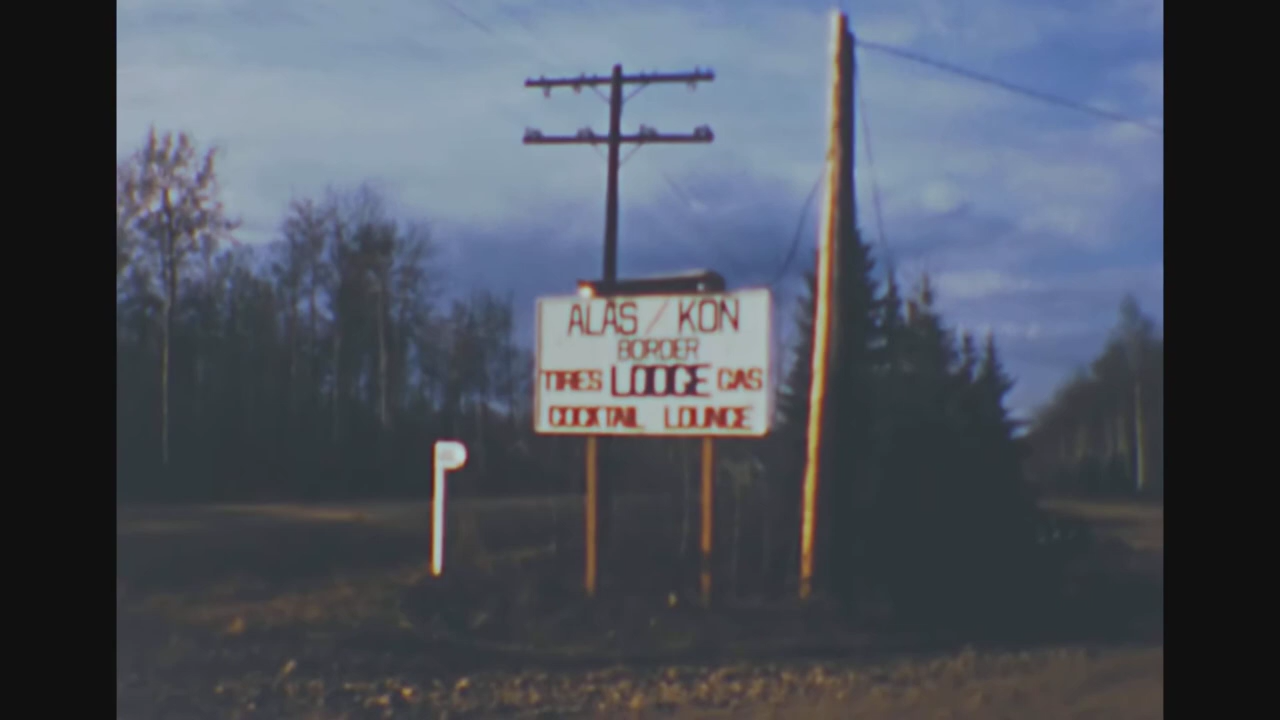 ALAS / KON
BORDER
TIRES LODGE GAS
COCKTAIL LOUNGE